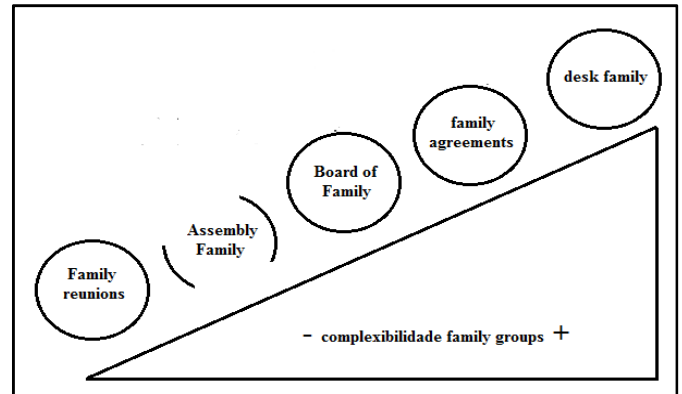 desk family
family
agreements
Board of
Family
Assembly
Family
Family
reunions
- complexibilidade family groups +